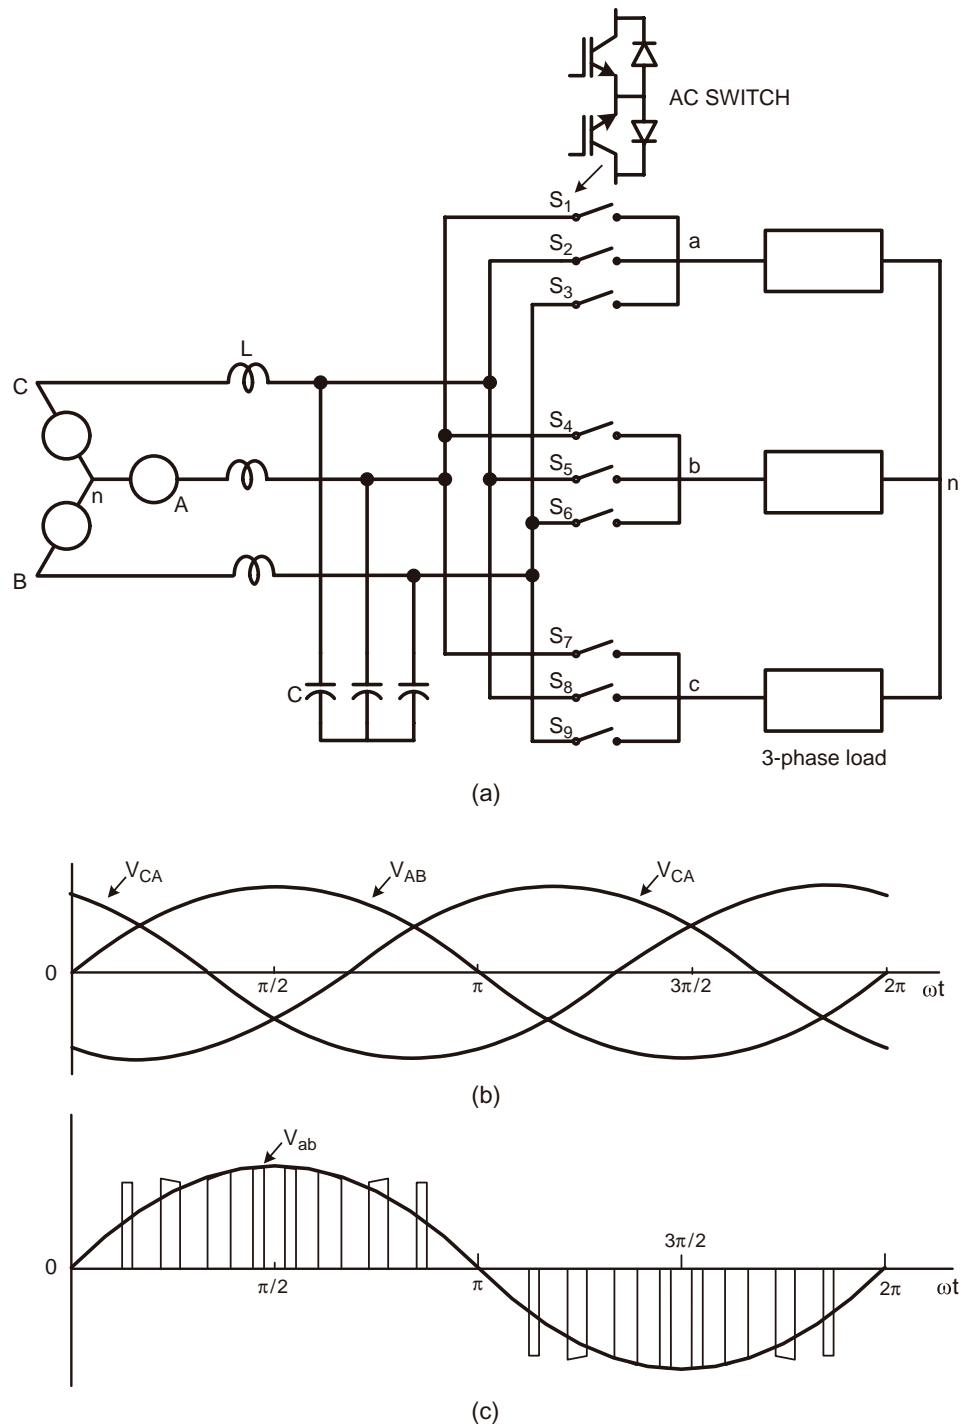 AC SWITCH
S1
S2
a
S3
L
C
S4
S5
b
n
n
A
S6
B
S7
S8
c
C
S9
3-phase load
(a)
VCA
VAB
VCA
0
π/2
π
3π/2
2π
ωt
(b)
Vab
3π/2
0
π/2
π
2π
ωt
(c)